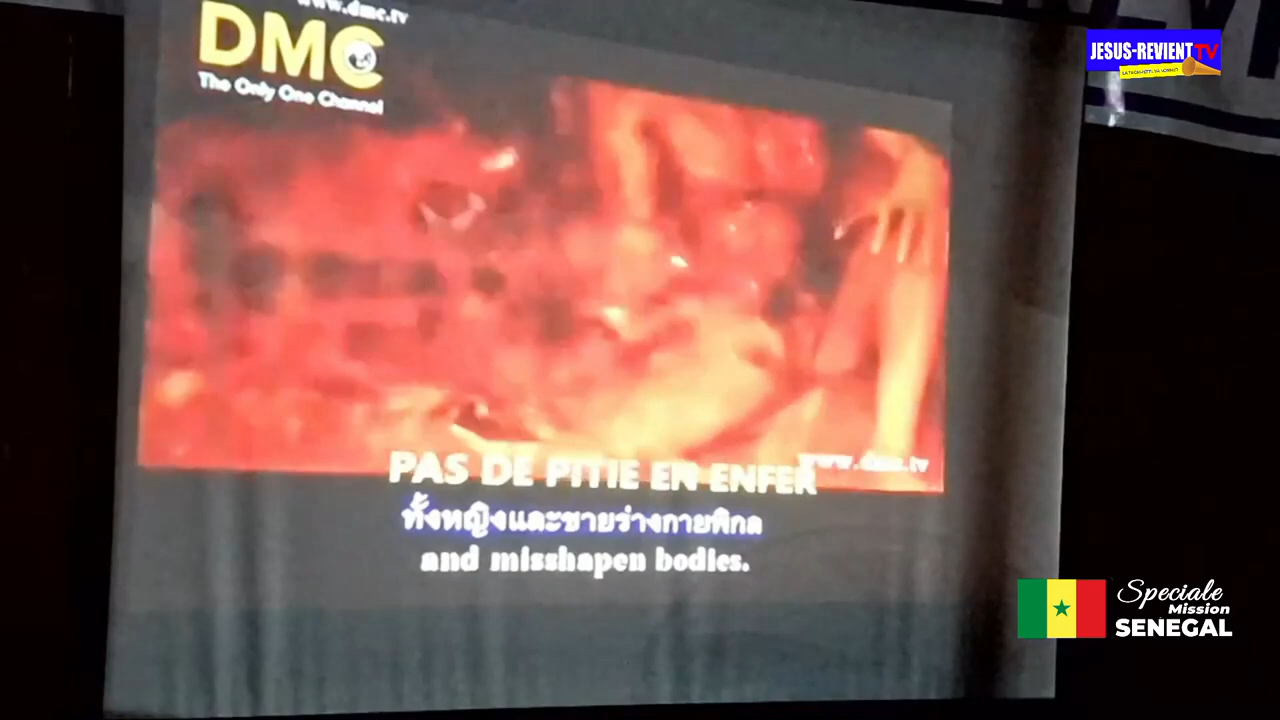 www.dmc.tv
DMC
The Only One Channel
JESUS-REVIENT TV
www.dmc.tv
PAS DE PITIE EN ENFER
ทั้งหญิงและชายร่างกายพิกล
and misshapen bodies.
Speciale
Mission
SENEGAL